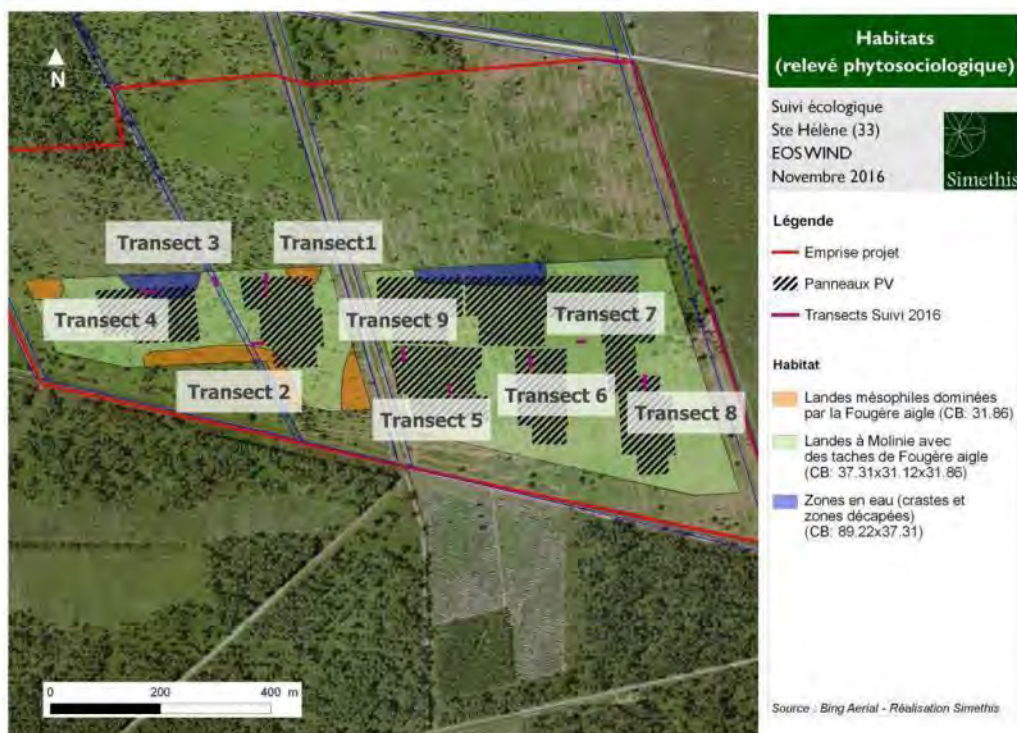 N
Transect 3
Transect1
Transect 4
Transect 9
Transect 7
Transect 2
Transect 5
Transect 6
Transect 8
0 200 400 m
Habitats
(relevé phytosociologique)
Suivi écologique
Ste Hélène (33)
EOS WIND
Novembre 2016
Simethis
Légende
Emprise projet
Panneaux PV
Transects Suivi 2016
Habitat
Landes mésophiles dominées
par la Fougère aigle (CB: 31.86)
Landes à Molinie avec
des taches de Fougère aigle
(CB: 37.31x31.12x31.86)
Zones en eau (crastes et
zones décapées)
(CB: 89.22x37.31)
Source : Bing Aerial - Réalisation Simethis